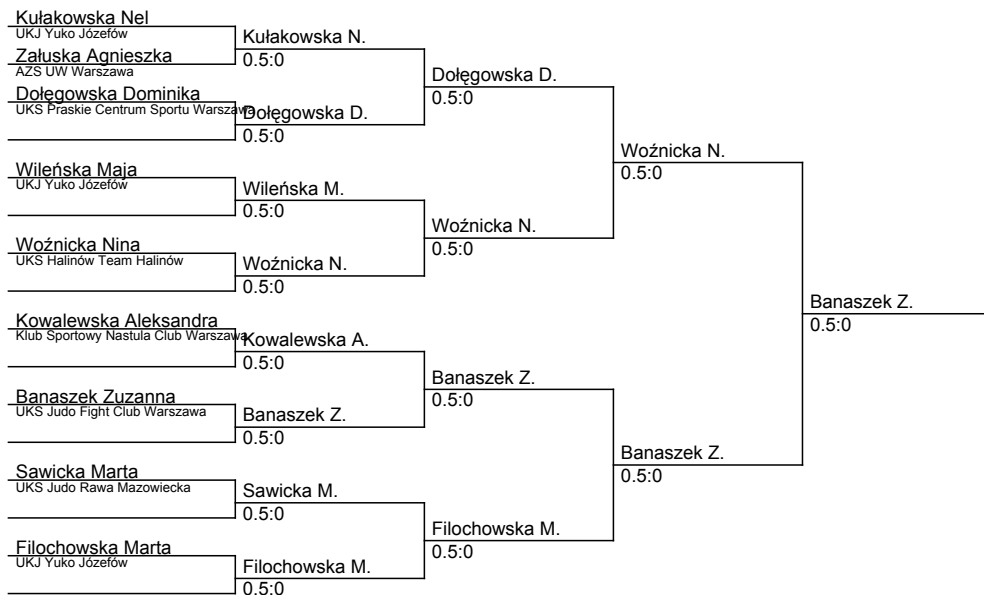 Kułakowska Nel
UKJ Yuko Józefów
Załuska Agnieszka
AZS UW Warszawa
Dołęgowska Dominika
UKS Praskie Centrum Sportu Warszawa
Wileńska Maja
UKJ Yuko Józefów
Woźnicka Nina
UKS Halinów Team Halinów
Kowalewska Aleksandra
Klub Sportowy Nastula Club Warszawa
Banaszek Zuzanna
UKS Judo Fight Club Warszawa
Sawicka Marta
UKS Judo Rawa Mazowiecka
Filochowska Marta
UKJ Yuko Józefów
Kułakowska N.
0.5:0
Dołęgowska D.
0.5:0
Wileńska M.
0.5:0
Woźnicka N.
0.5:0
Kowalewska A.
0.5:0
Banaszek Z.
0.5:0
Sawicka M.
0.5:0
Filochowska M.
0.5:0
Dołęgowska D.
0.5:0
Woźnicka N.
0.5:0
Banaszek Z.
0.5:0
Filochowska M.
0.5:0
Woźnicka N.
0.5:0
Banaszek Z.
0.5:0
Banaszek Z.
0.5:0